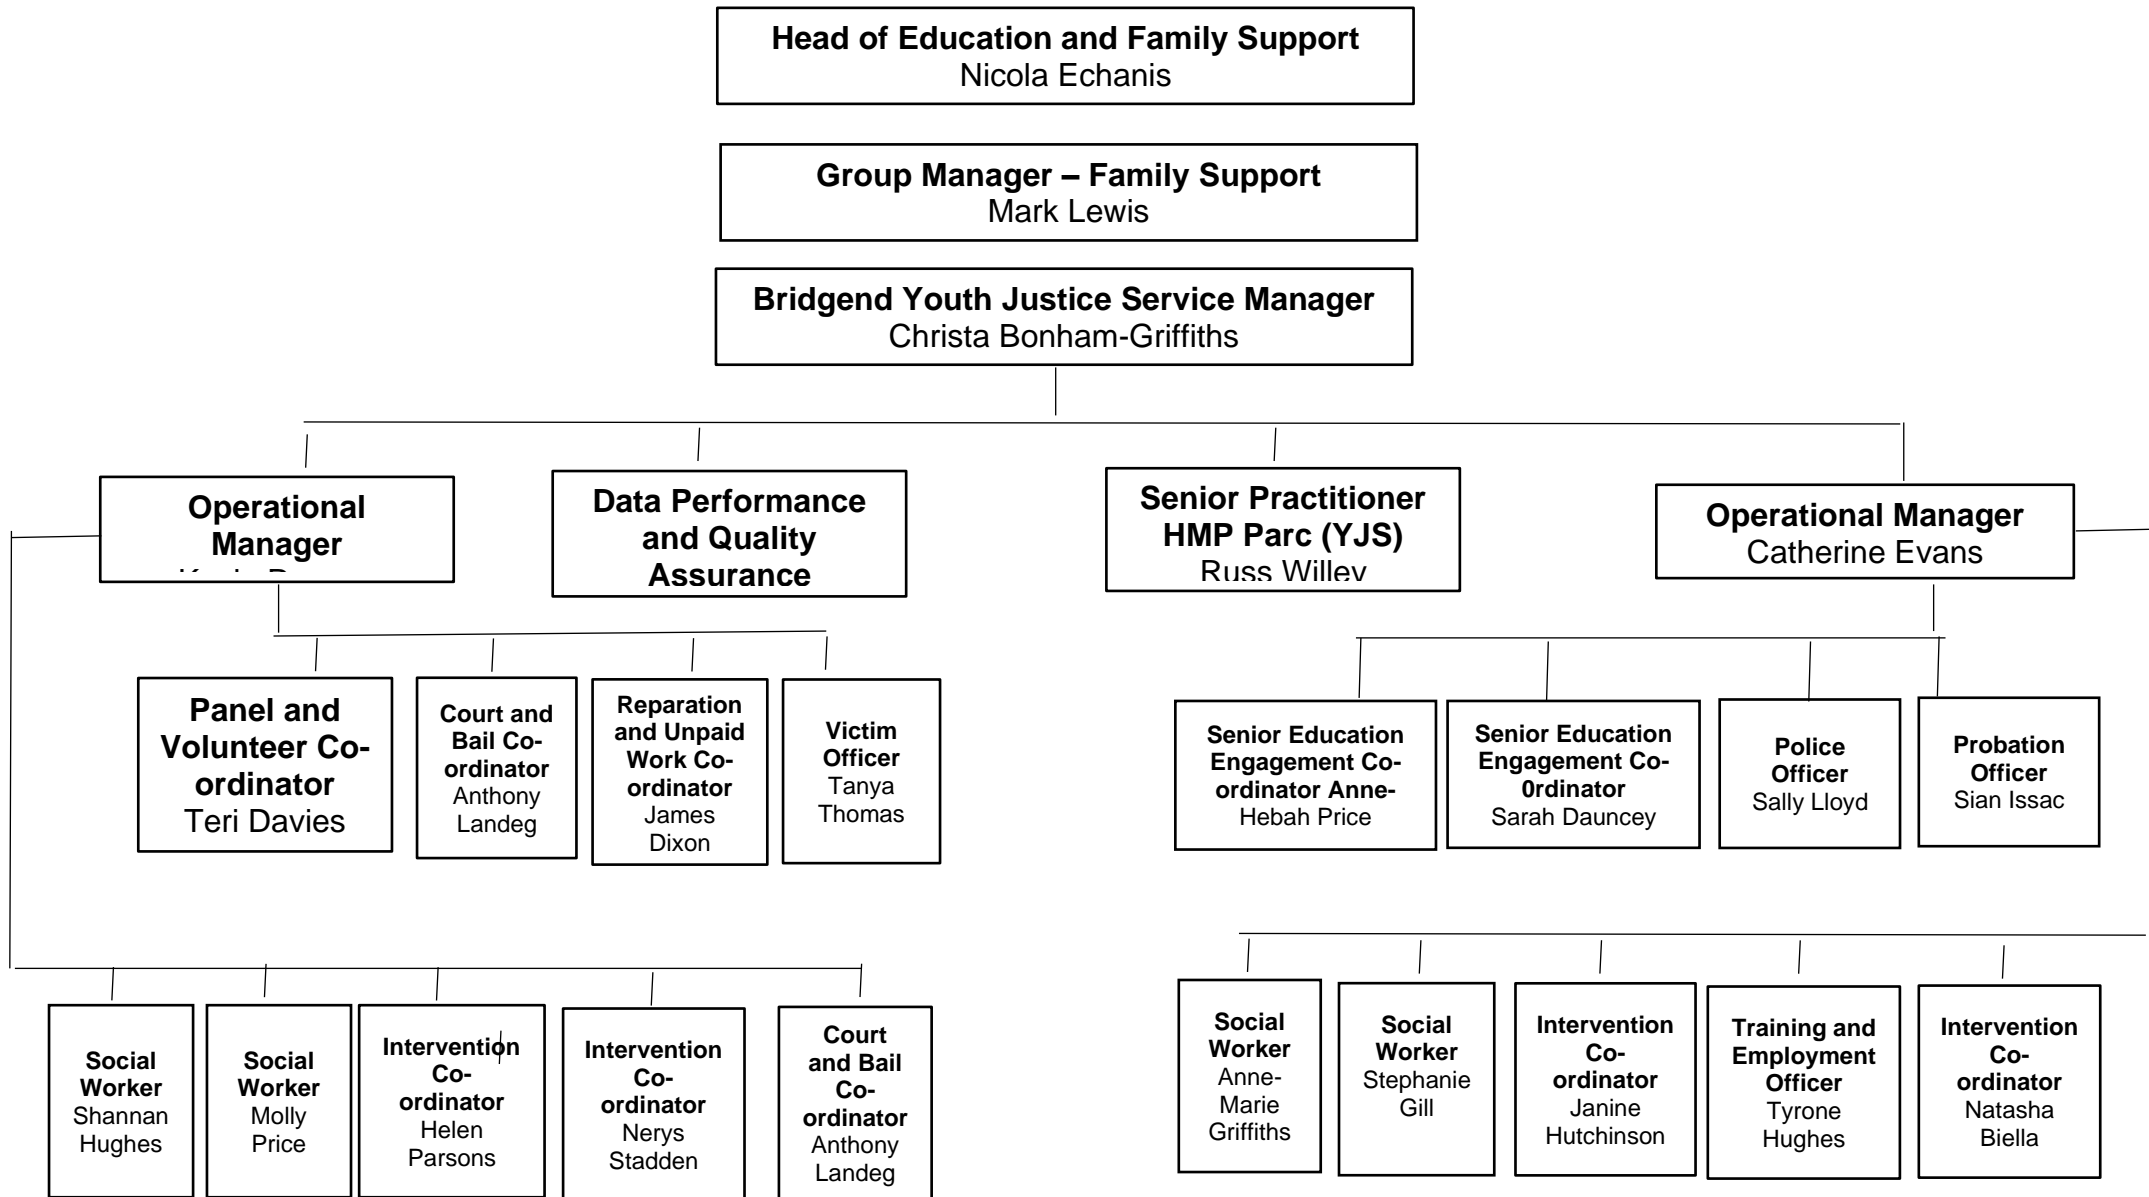 Head of Education and Family Support
Nicola Echanis
Group Manager – Family Support
Mark Lewis
Bridgend Youth Justice Service Manager
Christa Bonham-Griffiths
Operational
Manager
Data Performance
and Quality
Assurance
Senior Practitioner
HMP Parc (YJS)
Russ Willey
Operational Manager
Catherine Evans
Panel and
Volunteer Co-
ordinator
Teri Davies
Court and
Bail Co-
ordinator
Anthony
Landeg
Reparation
and Unpaid
Work Co-
ordinator
James
Dixon
Victim
Officer
Tanya
Thomas
Senior Education
Engagement Co-
ordinator Anne-
Hebah Price
Senior Education
Engagement Co-
0rdinator
Sarah Dauncey
Police
Officer
Sally Lloyd
Probation
Officer
Sian Issac
Social
Worker
Shannan
Hughes
Social
Worker
Molly
Price
Intervention
Co-
ordinator
Helen
Parsons
Intervention
Co-
ordinator
Nerys
Stadden
Court
and Bail
Co-
ordinator
Anthony
Landeg
Social
Worker
Anne-
Marie
Griffiths
Social
Worker
Stephanie
Gill
Intervention
Co-
ordinator
Janine
Hutchinson
Training and
Employment
Officer
Tyrone
Hughes
Intervention
Co-
ordinator
Natasha
Biella